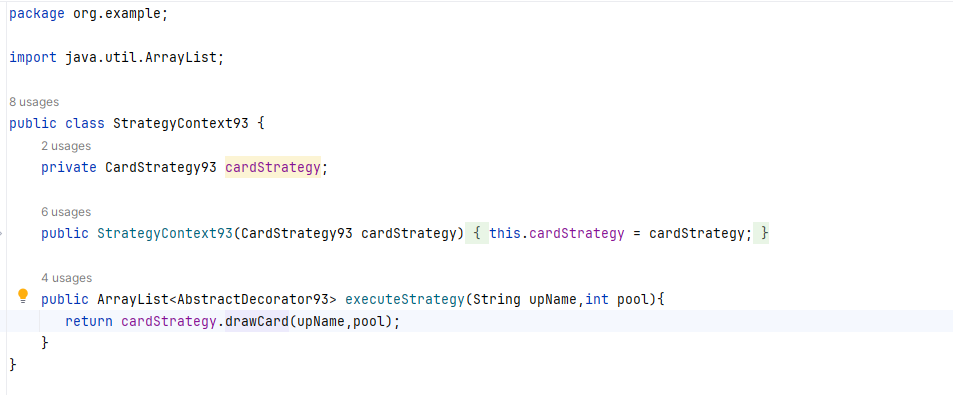 package org.example;
import java.util.ArrayList;
8 usages
public class StrategyContext93 {
2 usages
private CardStrategy93 cardStrategy;
6 usages
public StrategyContext93(CardStrategy93 cardStrategy) { this.cardStrategy = cardStrategy; }
4 usages
public ArrayList<AbstractDecorator93> executeStrategy(String upName,int pool){
return cardStrategy.drawCard(upName,pool);
}
}